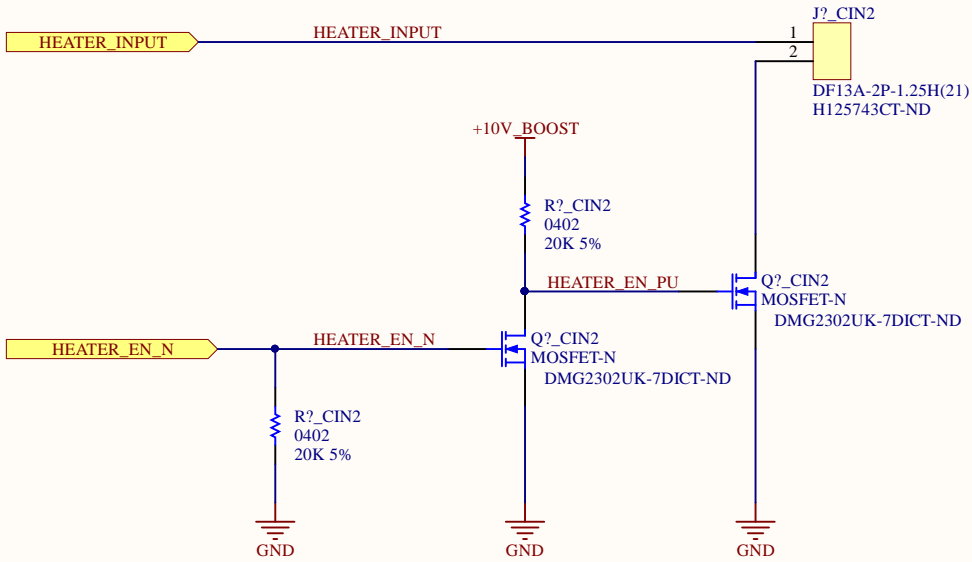 J?_CIN2
HEATER_INPUT
HEATER_INPUT
1
2
DF13A-2P-1.25H(21)
H125743CT-ND
+10V_BOOST
R?_CIN2
0402
20K 5%
HEATER_EN_PU
Q?_CIN2
MOSFET-N
DMG2302UK-7DICT-ND
HEATER_EN_N
HEATER_EN_N
Q?_CIN2
MOSFET-N
DMG2302UK-7DICT-ND
R?_CIN2
0402
20K 5%
GND
GND
GND